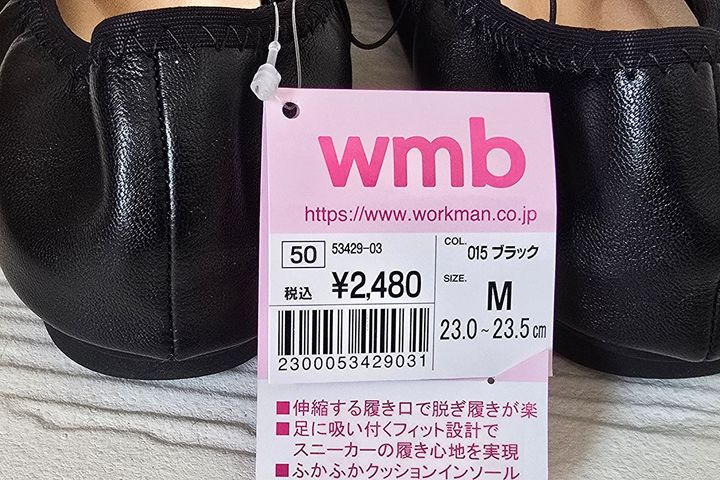 wmb
https://www.workman.co.jp
50 53429-03
税込 ¥2,480
2300053429031
COL. 015 ブラック
SIZE. M
23.0~23.5cm
■伸縮する履き口で脱ぎ履きが楽
■足に吸い付くフィット設計で
スニーカーの履き心地を実現
■ふかふかクッションインソール